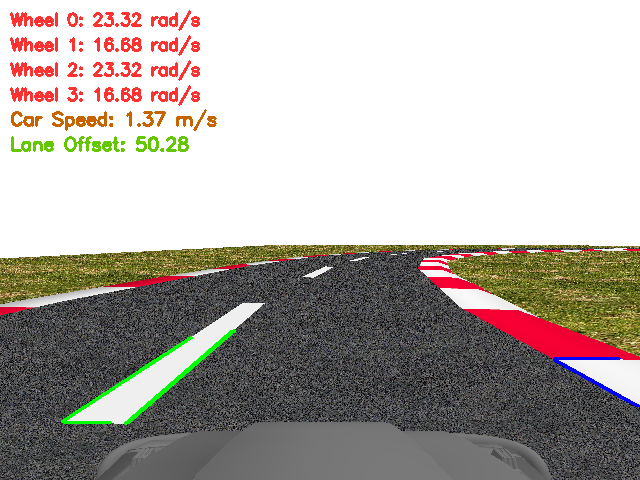 Wheel 0: 23.32 rad/s
Wheel 1: 16.68 rad/s
Wheel 2: 23.32 rad/s
Wheel 3: 16.68 rad/s
Car Speed: 1.37 m/s
Lane Offset: 50.28